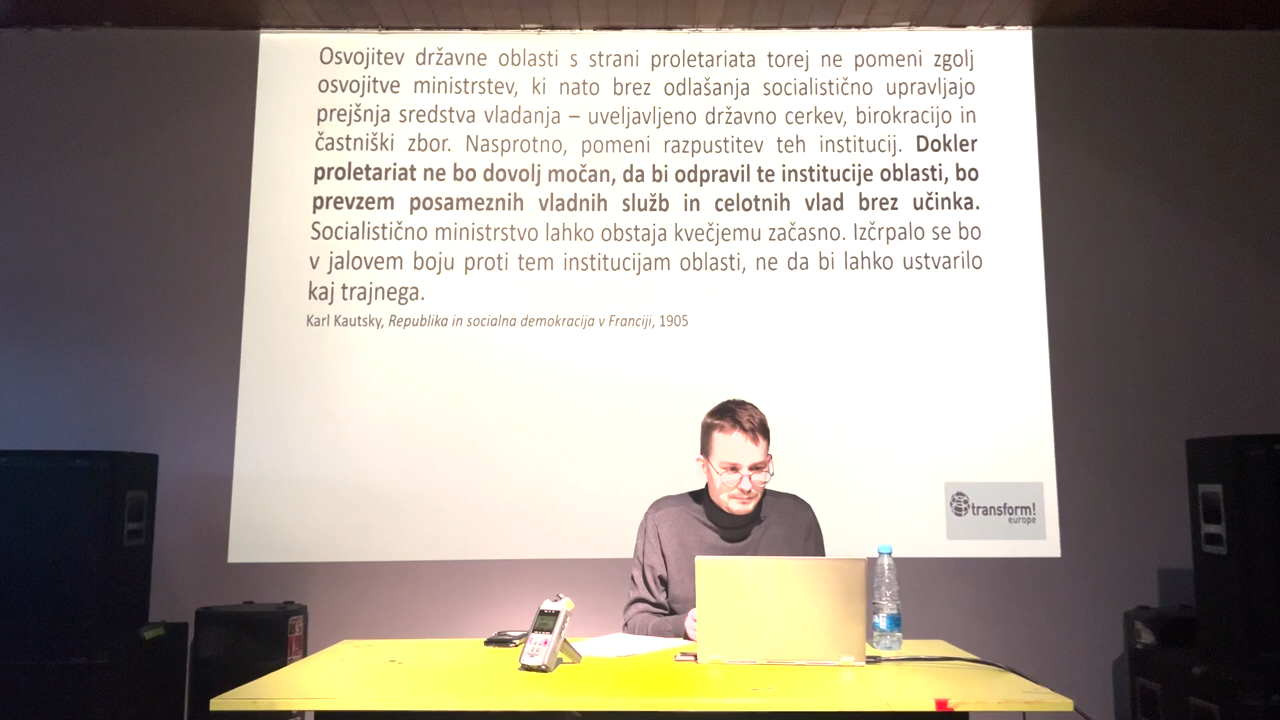 Osvojitev državne oblasti s strani proletariata torej ne pomeni zgolj
osvojitve ministrstev, ki nato brez odlašanja socialistično upravljajo
prejšnja sredstva vladanja – uveljavljeno državno cerkev, birokracijo in
častniški zbor. Nasprotno, pomeni razpustitev teh institucij. Dokler
proletariat ne bo dovolj močan, da bi odpravil te institucije oblasti, bo
prevzem posameznih vladnih služb in celotnih vlad brez učinka.
Socialistično ministrstvo lahko obstaja kvečjemu začasno. Izčrpalo se bo
v jalovem boju proti tem institucijam oblasti, ne da bi lahko ustvarilo
kaj trajnega.
Karl Kautsky, Republika in socialna demokracija v Franciji, 1905
transform!
europe